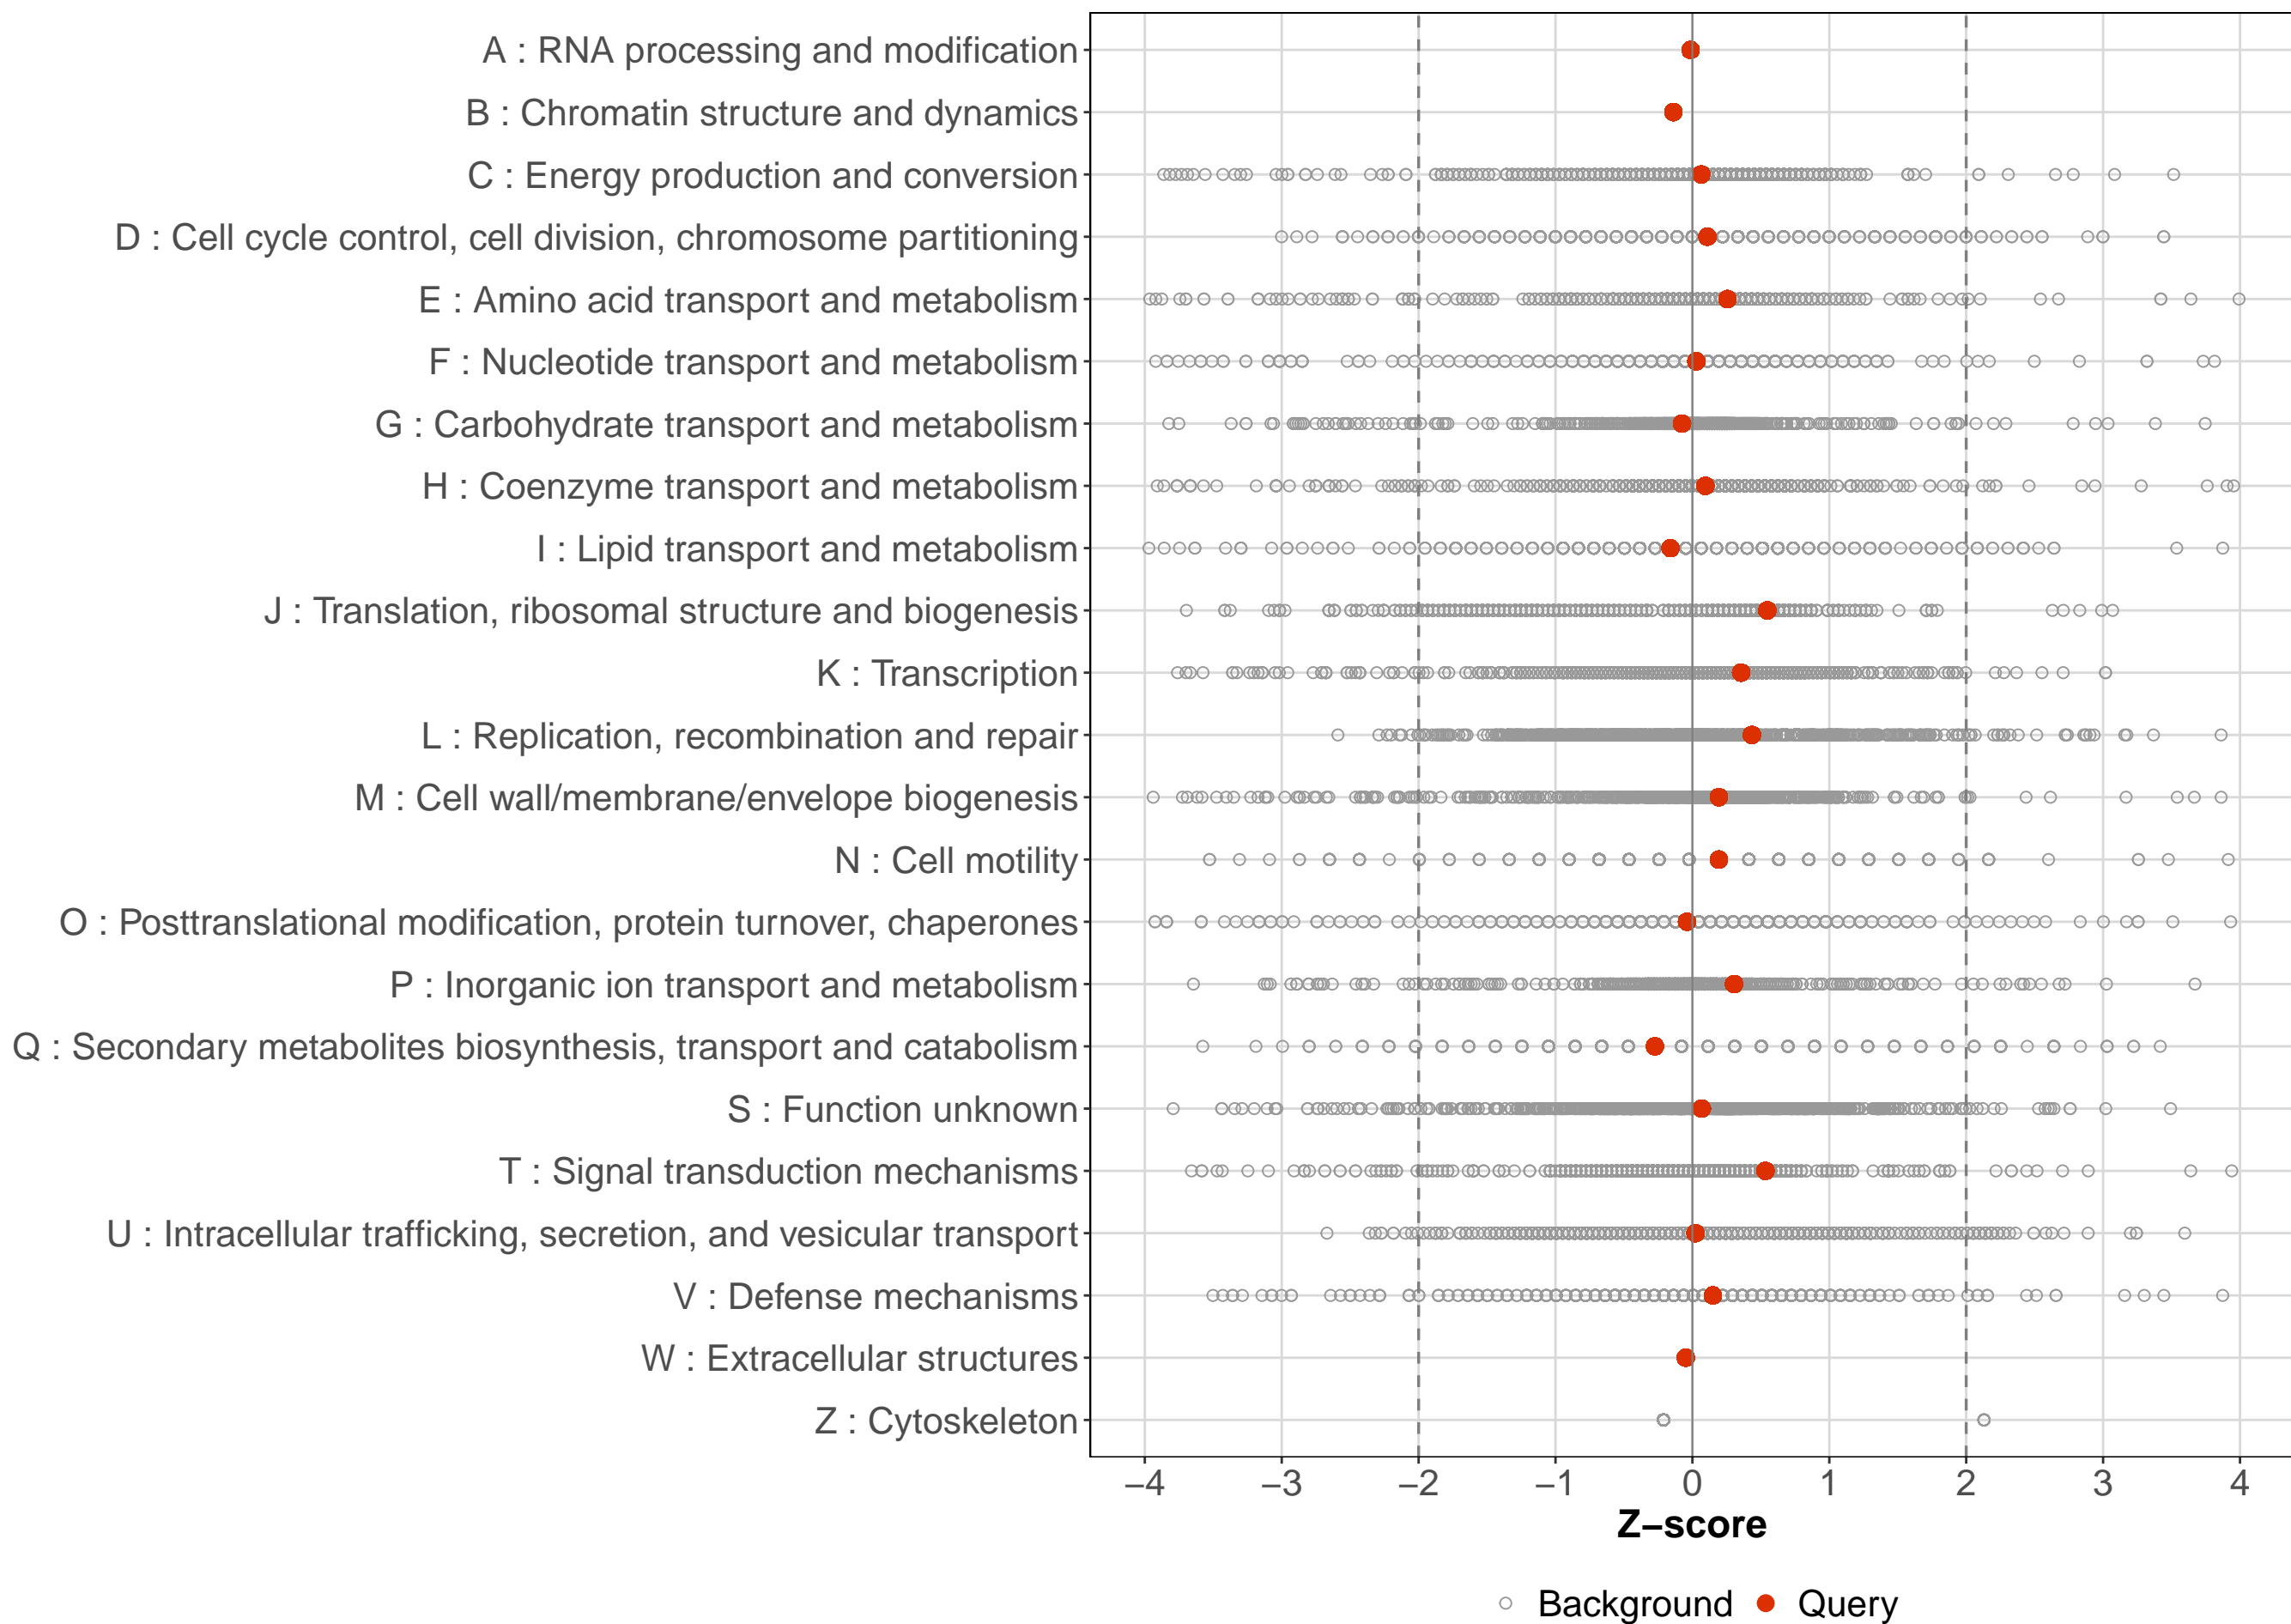 A : RNA processing and modification
B : Chromatin structure and dynamics
C : Energy production and conversion
D : Cell cycle control, cell division, chromosome partitioning
E : Amino acid transport and metabolism
F : Nucleotide transport and metabolism
G : Carbohydrate transport and metabolism
H : Coenzyme transport and metabolism
I : Lipid transport and metabolism
J : Translation, ribosomal structure and biogenesis
K : Transcription
L : Replication, recombination and repair
M : Cell wall/membrane/envelope biogenesis
N : Cell motility
O : Posttranslational modification, protein turnover, chaperones
P : Inorganic ion transport and metabolism
Q : Secondary metabolites biosynthesis, transport and catabolism
S : Function unknown
T : Signal transduction mechanisms
U : Intracellular trafficking, secretion, and vesicular transport
V : Defense mechanisms
W : Extracellular structures
Z : Cytoskeleton
−4 −3 −2 −1 0 1 2 3 4
Z−score
Background Query